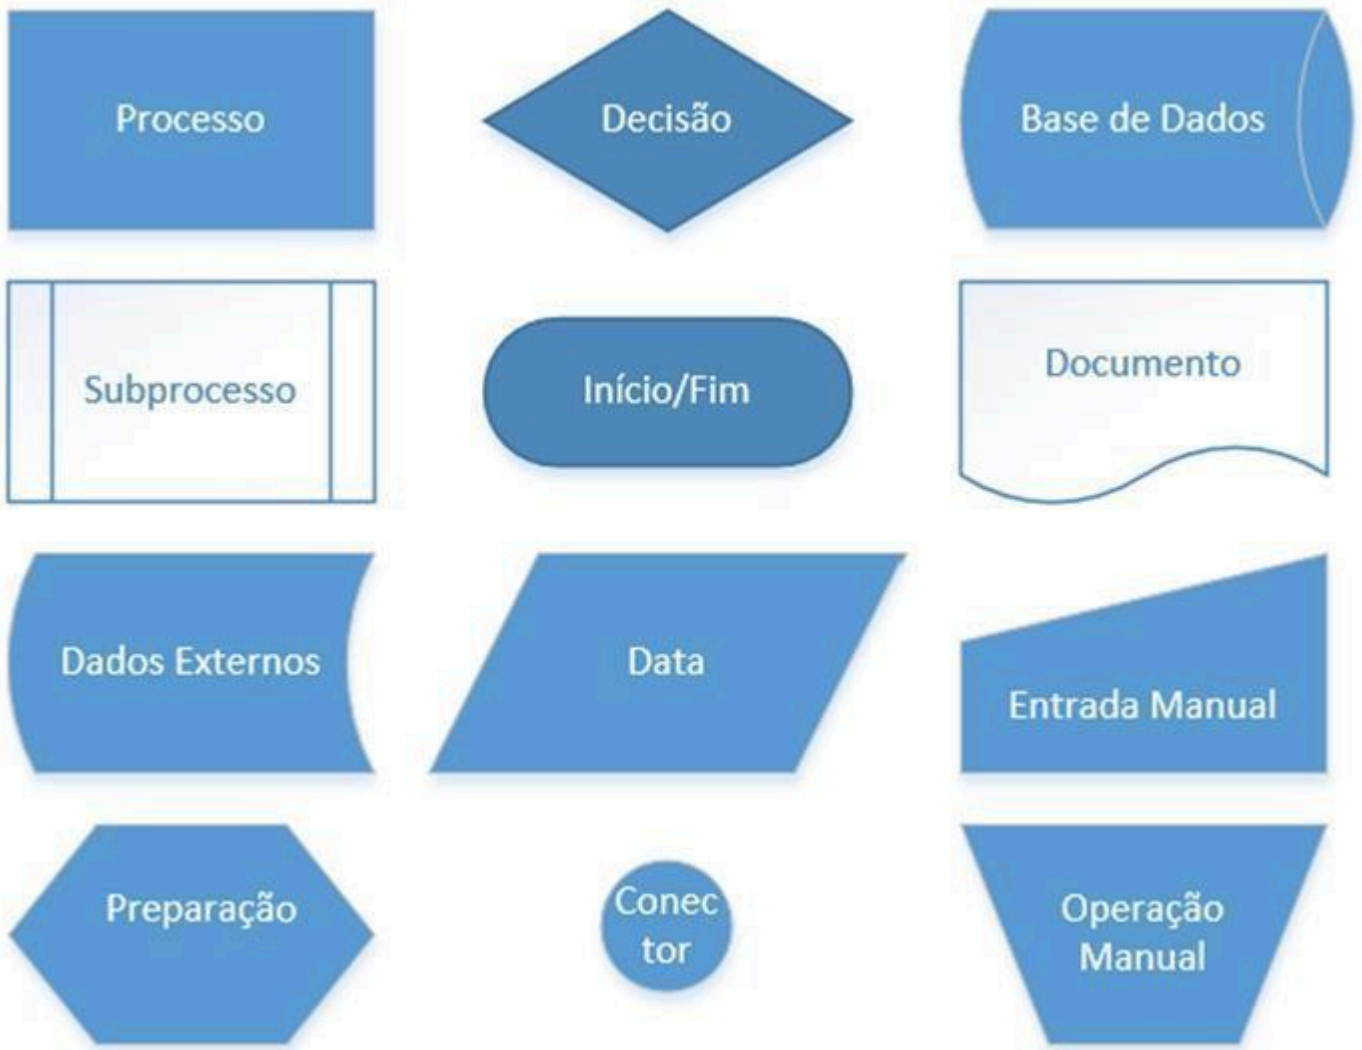 Processo
Decisão
Base de Dados
Subprocesso
Início/Fim
Documento
Dados Externos
Data
Entrada Manual
Preparação
Conec
tor
Operação
Manual